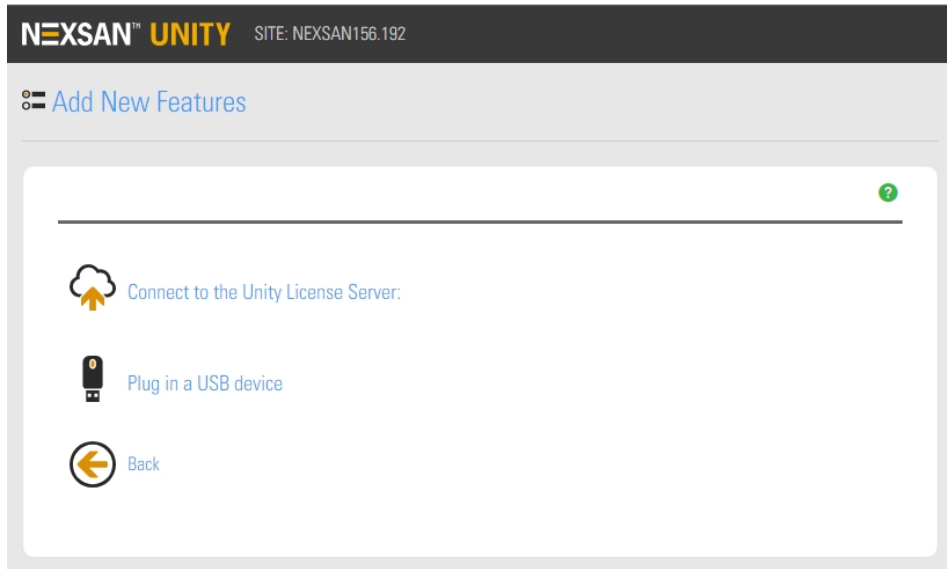 NEXSAN™ UNITY SITE: NEXSAN156.192
Add New Features
?
Connect to the Unity License Server:
Plug in a USB device
Back